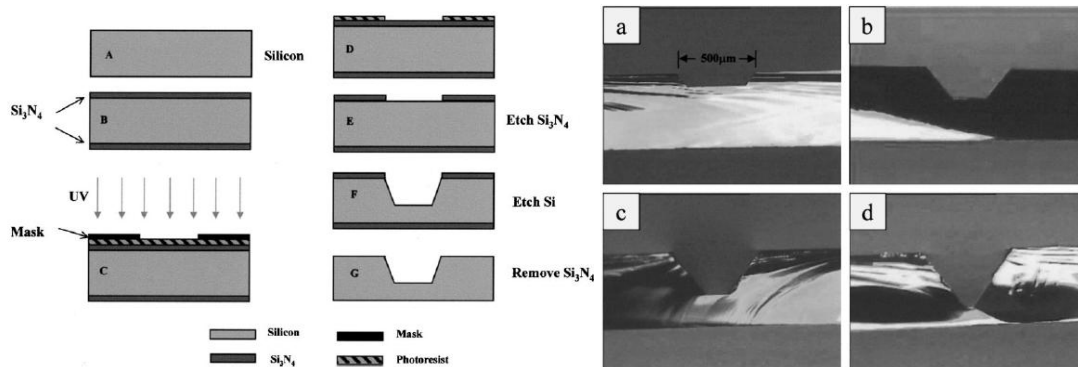 A
Silicon
Si₃N₄
B
UV
Mask
C
D
E
Etch Si₃N₄
F
Etch Si
G
Remove Si₃N₄
Silicon
Mask
Si₃N₄
Photoresist
a
500μm
b
c
d